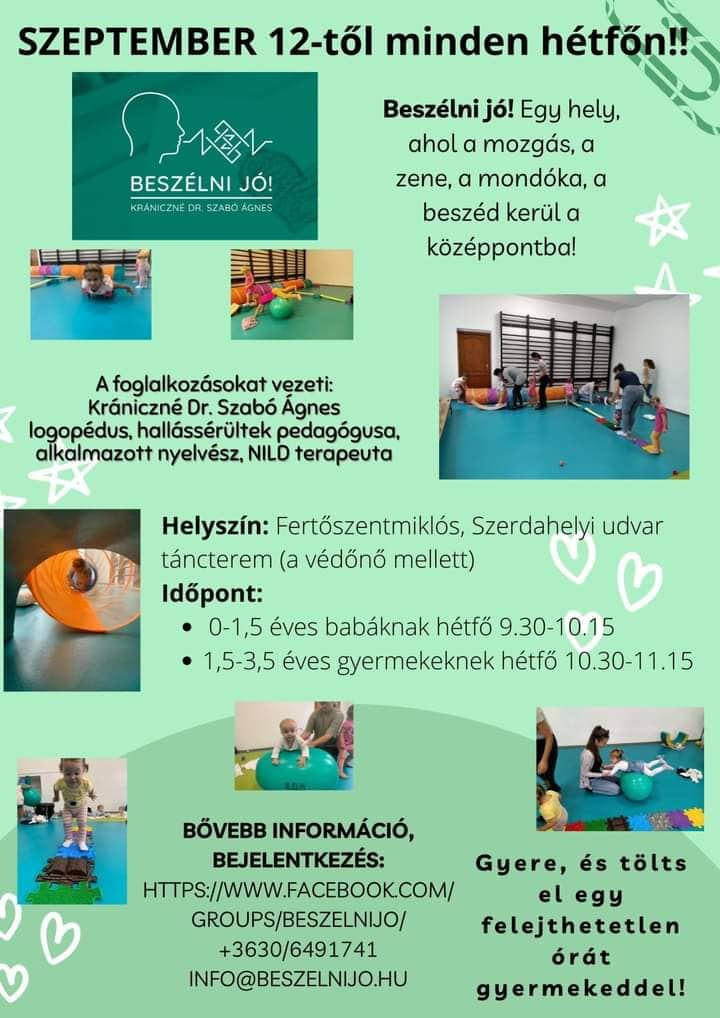 SZEPTEMBER 12-től minden hétfőn!!
BESZÉLNI JÓ!
KRÁNICZNÉ DR. SZABÓ ÁGNES
Beszélni jó! Egy hely,
ahol a mozgás, a
zene, a mondóka, a
beszéd kerül a
középpontba!
A foglalkozásokat vezeti:
Krániczné Dr. Szabó Ágnes
logopédus, hallássérültek pedagógusa,
alkalmazott nyelvész, NILD terapeuta
Helyszín: Fertőszentmiklós, Szerdahelyi udvar
táncterem (a védőnő mellett)
Időpont:
• 0-1,5 éves babáknak hétfő 9.30-10.15
• 1,5-3,5 éves gyermekeknek hétfő 10.30-11.15
BŐVEBB INFORMÁCIÓ,
BEJELENTKEZÉS:
HTTPS://WWW.FACEBOOK.COM/
GROUPS/BESZELNIJO/
+3630/6491741
INFO@BESZELNIJO.HU
Gyere, és tölts
el egy
felejthetetlen
órát
gyermekeddel!